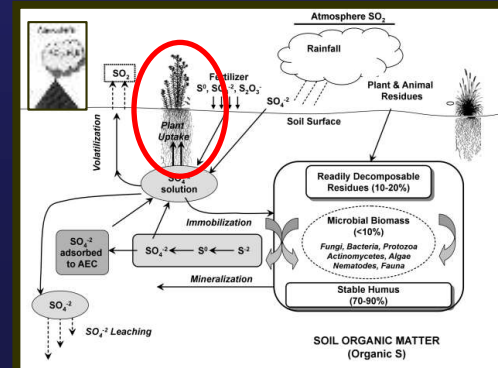 Atmosphere SO₂
Rainfall
SO₂
Fertilizer
S⁰, SO₄⁻², S₂O₃⁻
SO₄⁻²
Plant & Animal
Residues
Soil Surface
Volatilization
Plant
Uptake
SO₄
solution
Immobilization
Readily Decomposable
Residues (10-20%)
Microbial Biomass
(<10%)
Fungi, Bacteria, Protozoa
Actinomycetes, Algae
Nematodes, Fauna
Stable Humus
(70-90%)
SO₄⁻²
adsorbed
to AEC
SO₄⁻² S⁰ S⁻²
Mineralization
SO₄⁻²
SO₄⁻² Leaching
SOIL ORGANIC MATTER
(Organic S)